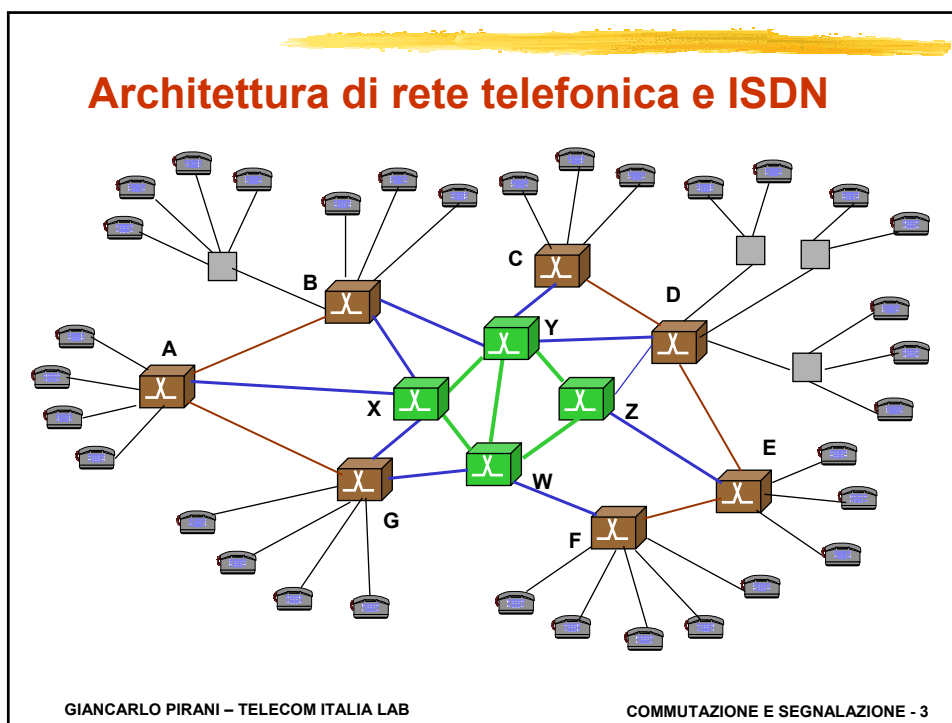 Architettura di rete telefonica e ISDN
C
B
D
Y
A
X
Z
E
W
G
F
GIANCARLO PIRANI – TELECOM ITALIA LAB
COMMUTAZIONE E SEGNALAZIONE - 3